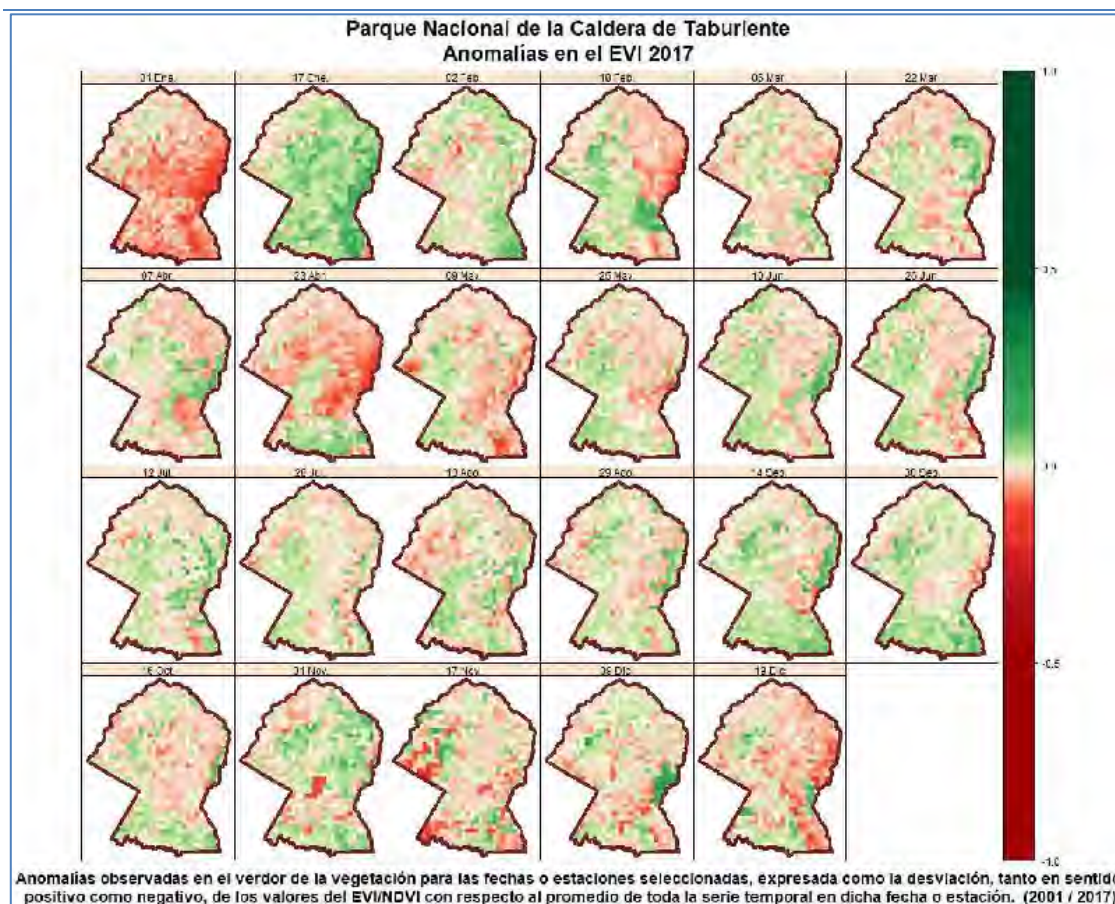 Parque Nacional de la Caldera de Taburiente
Anomalías en el EVI 2017
01 Ene. 17 Ene. 02 Feb. 18 Feb. 06 Mar. 22 Mar.
07 Abr. 23 Abr. 09 May. 25 May. 10 Jun. 26 Jun.
12 Jul. 28 Jul. 13 Ago. 29 Ago. 14 Sep. 30 Sep.
16 Oct. 01 Nov. 17 Nov. Dic. 19 Dic.
1.0
0.5
0.0
-0.5
-1.0
Anomalías observadas en el verdor de la vegetación para las fechas o estaciones seleccionadas, expresada como la desviación, tanto en sentido
positivo como negativo, de los valores del EVI/NDVI con respecto al promedio de toda la serie temporal en dicha fecha o estación. (2001 / 2017)